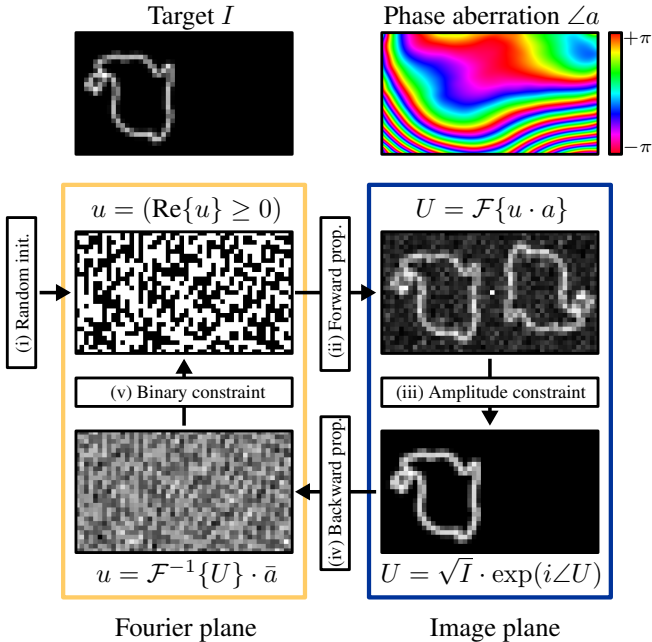 Target I
Phase aberration ∠a
+π
−π
u = (Re{u} ≥ 0)
U = F{u · a}
(i) Random init.
(ii) Forward prop.
(v) Binary constraint
(iii) Amplitude constraint
(iv) Backward prop.
u = F⁻¹{U} · ā
U = √I · exp(i∠U)
Fourier plane
Image plane